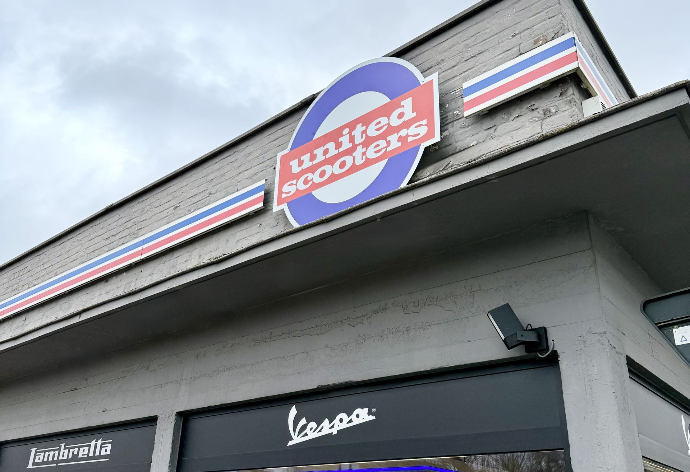 united
scooters
Vespa
Lambretta